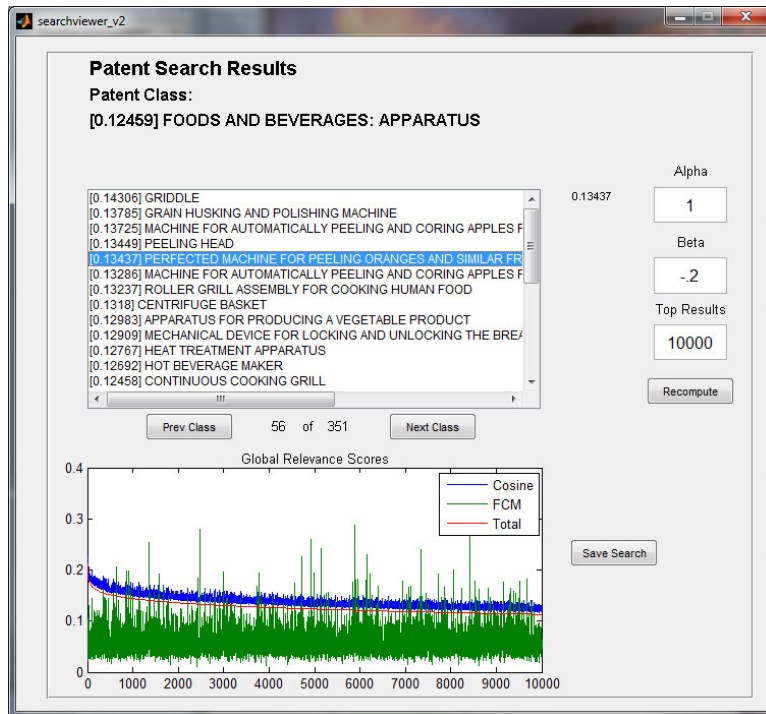 searchviewer_v2
Patent Search Results
Patent Class:
[0.12459] FOODS AND BEVERAGES: APPARATUS
[0.14306] GRIDDLE
[0.13785] GRAIN HUSKING AND POLISHING MACHINE
[0.13725] MACHINE FOR AUTOMATICALLY PEELING AND CORING APPLES F
[0.13449] PEELING HEAD
[0.13437] PERFECTED MACHINE FOR PEELING ORANGES AND SIMILAR FR
[0.13286] MACHINE FOR AUTOMATICALLY PEELING AND CORING APPLES F
[0.13237] ROLLER GRILL ASSEMBLY FOR COOKING HUMAN FOOD
[0.1318] CENTRIFUGE BASKET
[0.12983] APPARATUS FOR PRODUCING A VEGETABLE PRODUCT
[0.12909] MECHANICAL DEVICE FOR LOCKING AND UNLOCKING THE BREA
[0.12767] HEAT TREATMENT APPARATUS
[0.12692] HOT BEVERAGE MAKER
[0.12458] CONTINUOUS COOKING GRILL
0.13437
Alpha
1
Beta
-.2
Top Results
10000
Recompute
Prev Class 56 of 351 Next Class
Global Relevance Scores
0.4
0.3
0.2
0.1
0
Cosine
FCM
Total
0 1000 2000 3000 4000 5000 6000 7000 8000 9000 10000
Save Search